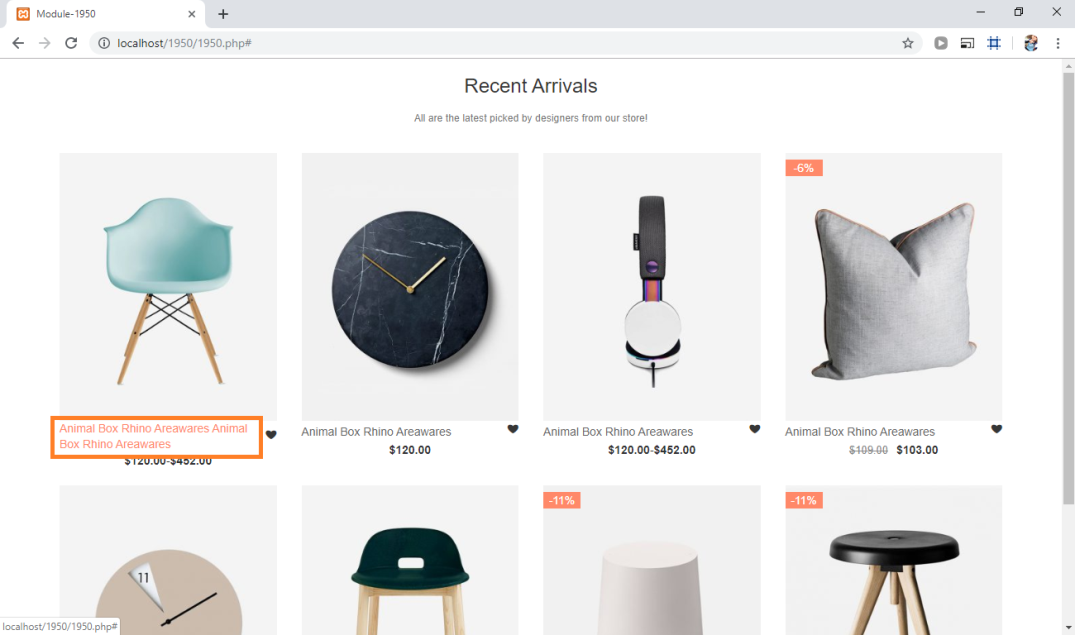 Module-1950
localhost/1950/1950.php#
Recent Arrivals
All are the latest picked by designers from our store!
-6%
Animal Box Rhino Areawares Animal
Box Rhino Areawares
$120.00-$452.00
Animal Box Rhino Areawares
$120.00
Animal Box Rhino Areawares
$120.00-$452.00
Animal Box Rhino Areawares
$109.00 $103.00
11
-11%
-11%
localhost/1950/1950.php#